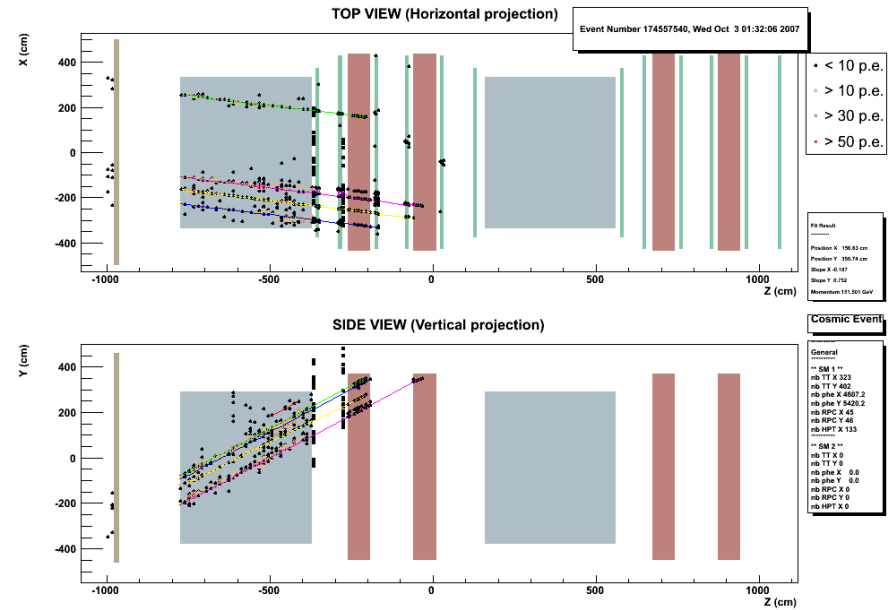 TOP VIEW (Horizontal projection)
Event Number 174557540, Wed Oct 3 01:32:06 2007
X (cm)
400
200
0
-200
-400
-1000
-500
0
500
1000
Z (cm)
< 10 p.e.
> 10 p.e.
> 30 p.e.
> 50 p.e.
Fit Result
----------
Position X 150.63 cm
Position Y 350.74 cm
Slope X -0.187
Slope Y 0.752
Momentum 151.501 GeV
SIDE VIEW (Vertical projection)
Y (cm)
400
200
0
-200
-400
-1000
-500
0
500
1000
Z (cm)
Cosmic Event
----------
General
----------
** SM 1 **
nb TT X 323
nb TT Y 402
nb phe X 4607.2
nb phe Y 5420.2
nb RPC X 45
nb RPC Y 46
nb HPT X 133
----------
** SM 2 **
nb TT X 0
nb TT Y 0
nb phe X 0.0
nb phe Y 0.0
nb RPC X 0
nb RPC Y 0
nb HPT X 0